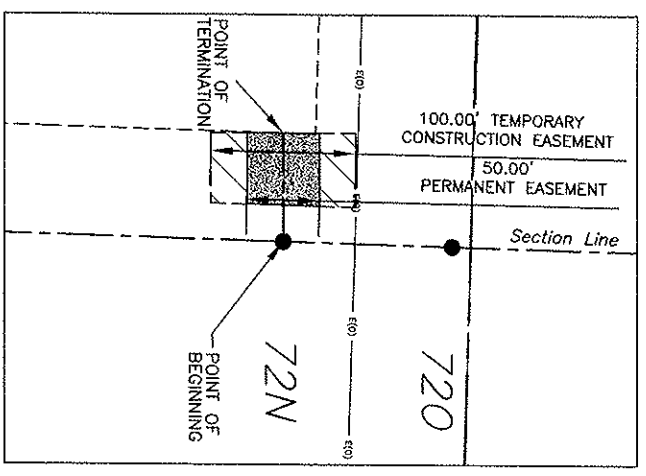 POINT OF
TERMINATION
E(O)
100.00' TEMPORARY
CONSTRUCTION EASEMENT
50.00'
PERMANENT EASEMENT
E(O)
Section Line
E(O)
E(O)
POINT OF
BEGINNING
72N
720